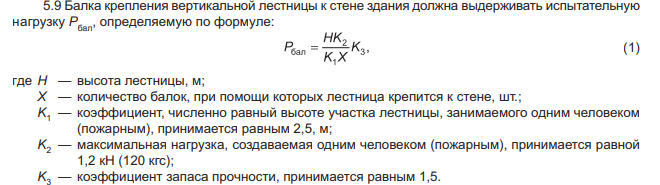 5.9 Балка крепления вертикальной лестницы к стене здания должна выдерживать испытательную
нагрузку Pбал, определяемую по формуле:
Pбал = HK2/K1X K3, (1)
где H — высота лестницы, м;
X — количество балок, при помощи которых лестница крепится к стене, шт.;
K1 — коэффициент, численно равный высоте участка лестницы, занимаемого одним человеком
(пожарным), принимается равным 2,5, м;
K2 — максимальная нагрузка, создаваемая одним человеком (пожарным), принимается равной
1,2 кН (120 кгс);
K3 — коэффициент запаса прочности, принимается равным 1,5.